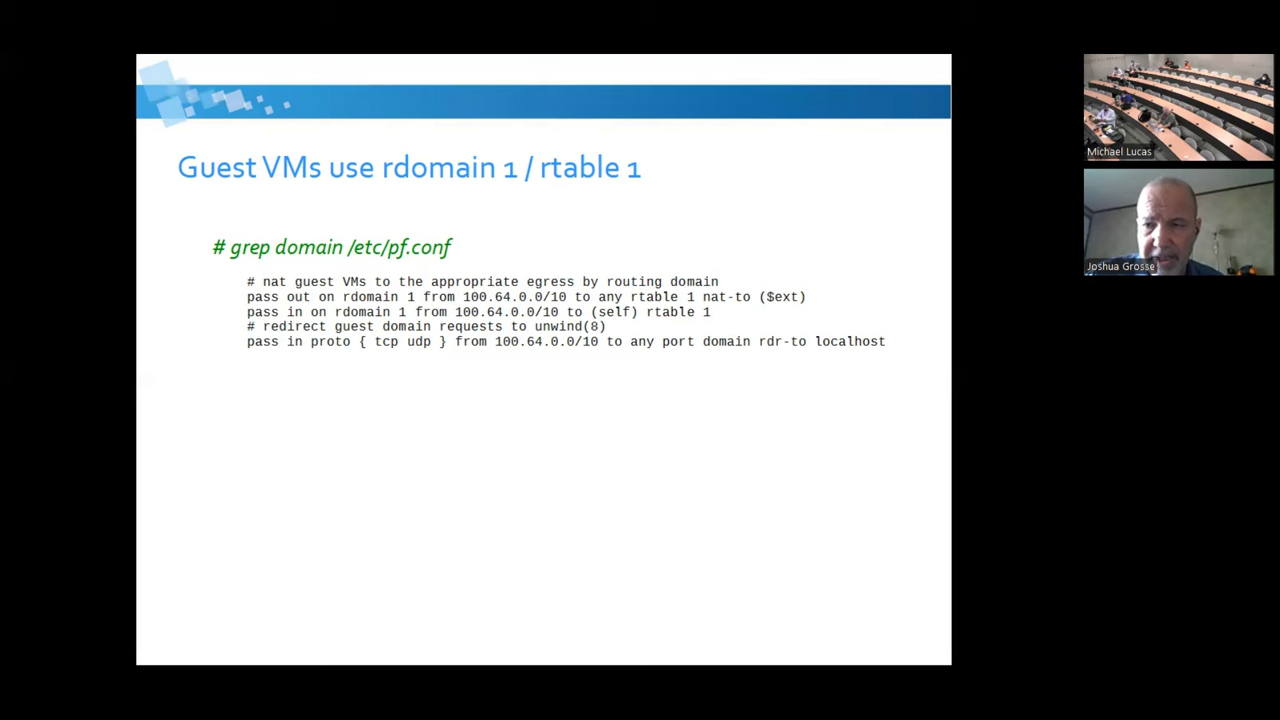 Guest VMs use rdomain 1 / rtable 1
# grep domain /etc/pf.conf
# nat guest VMs to the appropriate egress by routing domain
pass out on rdomain 1 from 100.64.0.0/10 to any rtable 1 nat-to ($ext)
pass in on rdomain 1 from 100.64.0.0/10 to (self) rtable 1
# redirect guest domain requests to unwind(8)
pass in proto { tcp udp } from 100.64.0.0/10 to any port domain rdr-to localhost
Michael Lucas
Joshua Grosse